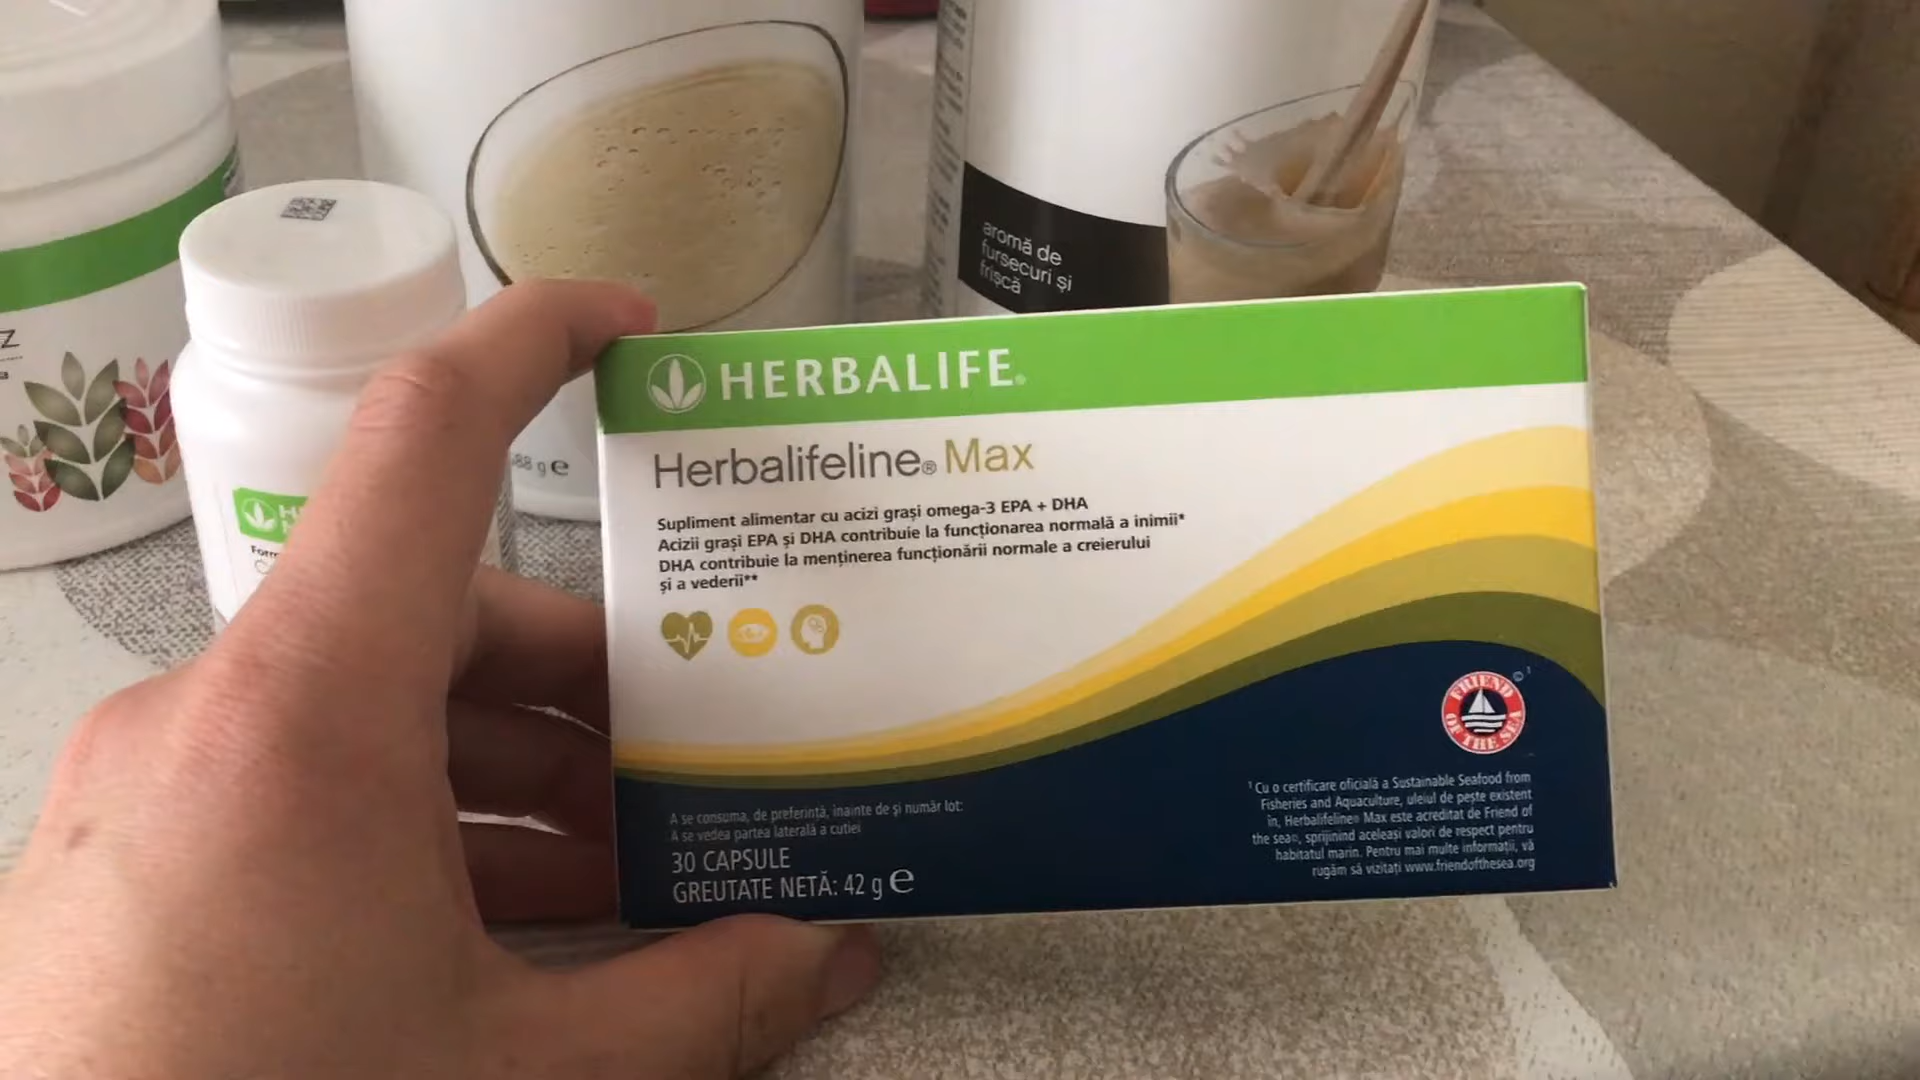 aromă de
fursecuri și
frișcă
HERBALIFE®
Herbalifeline® Max
Supliment alimentar cu acizi grași omega-3 EPA + DHA
Acizii grași EPA și DHA contribuie la funcționarea normală a inimii*
DHA contribuie la menținerea funcționării normale a creierului
și a vederii**
FRIEND
OF THE SEA
A se consuma, de preferință, înainte de și număr lot:
A se vedea partea laterală a cutiei
30 CAPSULE
GREUTATE NETĂ: 42 g e
¹ Cu o certificare oficială a Sustainable Seafood from
Fisheries and Aquaculture, uleiul de pește existent
in, Herbalifeline® Max este acreditat de Friend of
the sea©, sprijinind aceleași valori de respect pentru
habitatul marin. Pentru mai multe informații, vă
rugăm să vizitați www.friendofthesea.org